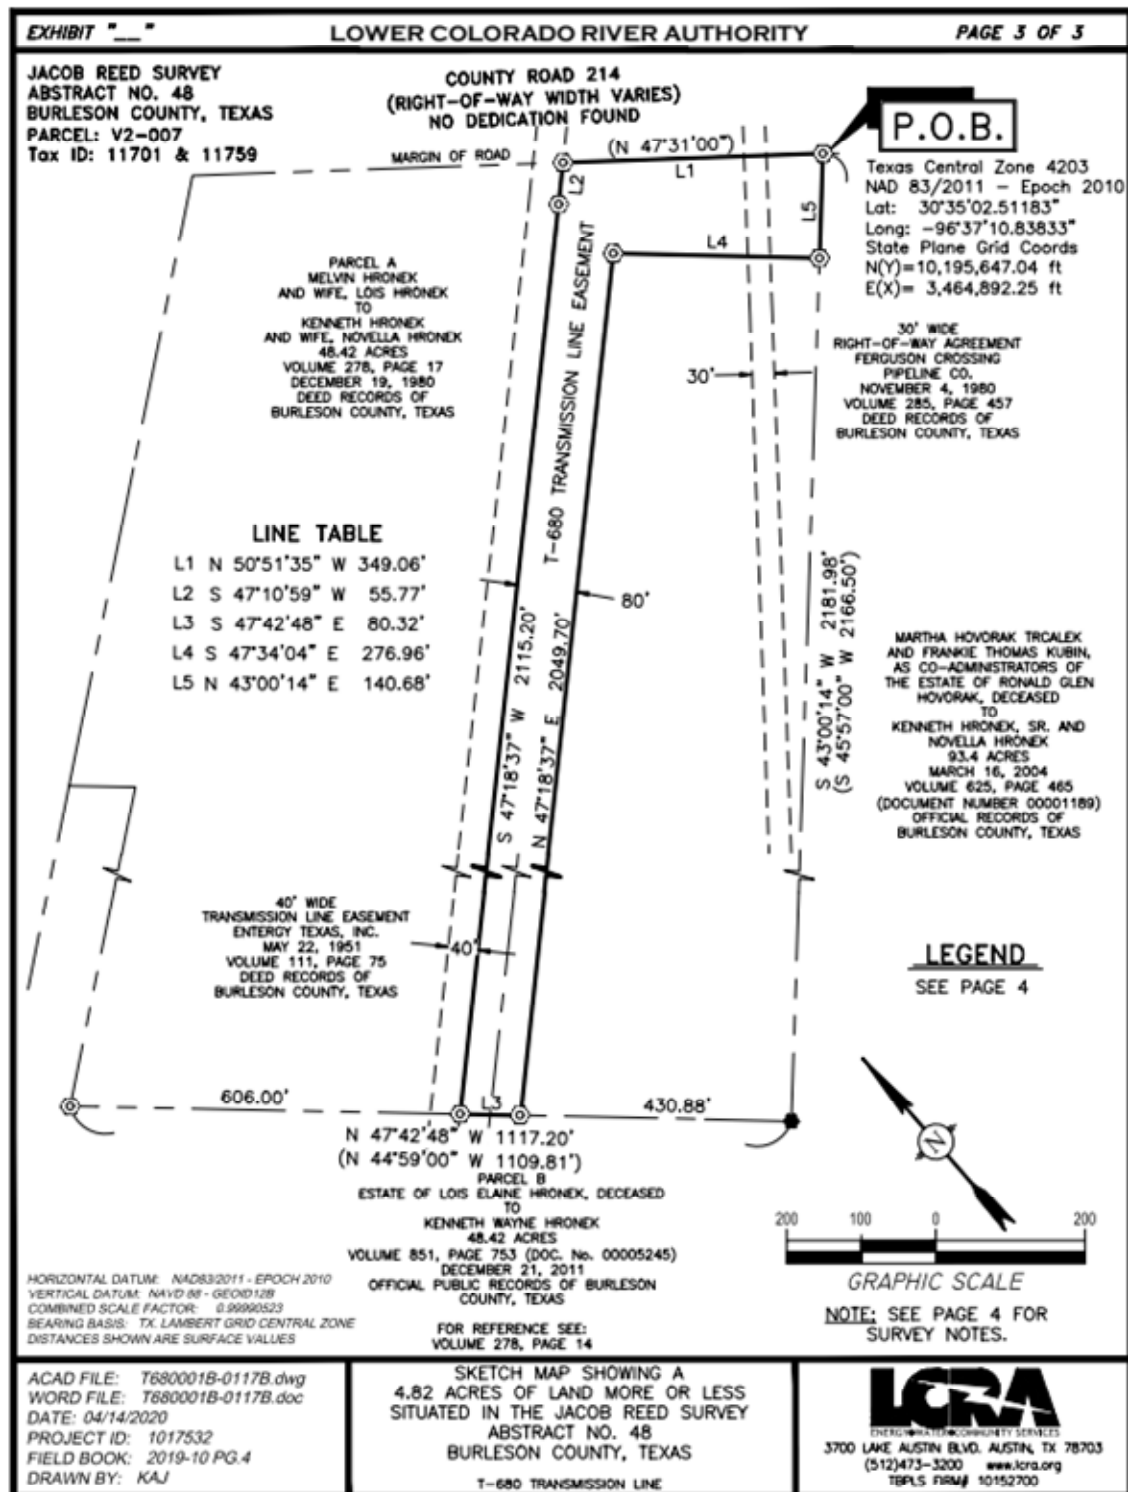 EXHIBIT "__"
LOWER COLORADO RIVER AUTHORITY
PAGE 3 OF 3
JACOB REED SURVEY
ABSTRACT NO. 48
BURLESON COUNTY, TEXAS
PARCEL: V2-007
Tax ID: 11701 & 11759
COUNTY ROAD 214
(RIGHT-OF-WAY WIDTH VARIES)
NO DEDICATION FOUND
MARGIN OF ROAD
(N 47°31'00")
L1
L2
L5
L4
P.O.B.
Texas Central Zone 4203
NAD 83/2011 - Epoch 2010
Lat: 30°35'02.51183"
Long: -96°37'10.83833"
State Plane Grid Coords
N(Y)=10,195,647.04 ft
E(X)= 3,464,892.25 ft
PARCEL A
MELVIN HRONEK
AND WIFE, LOIS HRONEK
TO
KENNETH HRONEK
AND WIFE, NOVELLA HRONEK
48.42 ACRES
VOLUME 278, PAGE 17
DECEMBER 19, 1980
DEED RECORDS OF
BURLESON COUNTY, TEXAS
T-680 TRANSMISSION LINE EASEMENT
30'
30' WIDE
RIGHT-OF-WAY AGREEMENT
FERGUSON CROSSING
PIPELINE CO.
NOVEMBER 4, 1980
VOLUME 285, PAGE 457
DEED RECORDS OF
BURLESON COUNTY, TEXAS
LINE TABLE
L1 N 50°51'35" W 349.06'
L2 S 47°10'59" W 55.77'
L3 S 47°42'48" E 80.32'
L4 S 47°34'04" E 276.96'
L5 N 43°00'14" E 140.68'
80'
S 47°18'37" W 2115.20'
N 47°18'37" E 2049.70'
S 43°00'14" W 2181.98'
(S 45°57'00" W 2166.50')
MARTHA HOVORAK TRCALEK
AND FRANKIE THOMAS KUBIN,
AS CO-ADMINISTRATORS OF
THE ESTATE OF RONALD GLEN
HOVORAK, DECEASED
TO
KENNETH HRONEK, SR. AND
NOVELLA HRONEK
93.4 ACRES
MARCH 16, 2004
VOLUME 625, PAGE 465
(DOCUMENT NUMBER 00001189)
OFFICIAL RECORDS OF
BURLESON COUNTY, TEXAS
40' WIDE
TRANSMISSION LINE EASEMENT
ENTERGY TEXAS, INC.
MAY 22, 1951
VOLUME 111, PAGE 75
DEED RECORDS OF
BURLESON COUNTY, TEXAS
40'
LEGEND
SEE PAGE 4
606.00'
L3
430.88'
N 47°42'48" W 1117.20'
(N 44°59'00" W 1109.81')
PARCEL B
ESTATE OF LOIS ELAINE HRONEK, DECEASED
TO
KENNETH WAYNE HRONEK
48.42 ACRES
VOLUME 851, PAGE 753 (DOC. No. 00005245)
DECEMBER 21, 2011
OFFICIAL PUBLIC RECORDS OF BURLESON
COUNTY, TEXAS
FOR REFERENCE SEE:
VOLUME 278, PAGE 14
N
200 100 0 200
GRAPHIC SCALE
NOTE: SEE PAGE 4 FOR
SURVEY NOTES.
HORIZONTAL DATUM: NAD83/2011 - EPOCH 2010
VERTICAL DATUM: NAVD 88 - GEOID12B
COMBINED SCALE FACTOR: 0.99990523
BEARING BASIS: TX. LAMBERT GRID CENTRAL ZONE
DISTANCES SHOWN ARE SURFACE VALUES
ACAD FILE: T680001B-0117B.dwg
WORD FILE: T680001B-0117B.doc
DATE: 04/14/2020
PROJECT ID: 1017532
FIELD BOOK: 2019-10 PG.4
DRAWN BY: KAJ
SKETCH MAP SHOWING A
4.82 ACRES OF LAND MORE OR LESS
SITUATED IN THE JACOB REED SURVEY
ABSTRACT NO. 48
BURLESON COUNTY, TEXAS
T-680 TRANSMISSION LINE
LCRA
ENERGY•WATER•COMMUNITY SERVICES
3700 LAKE AUSTIN BLVD. AUSTIN, TX 78703
(512)473-3200 www.lcra.org
TBPLS FIRM# 10152700